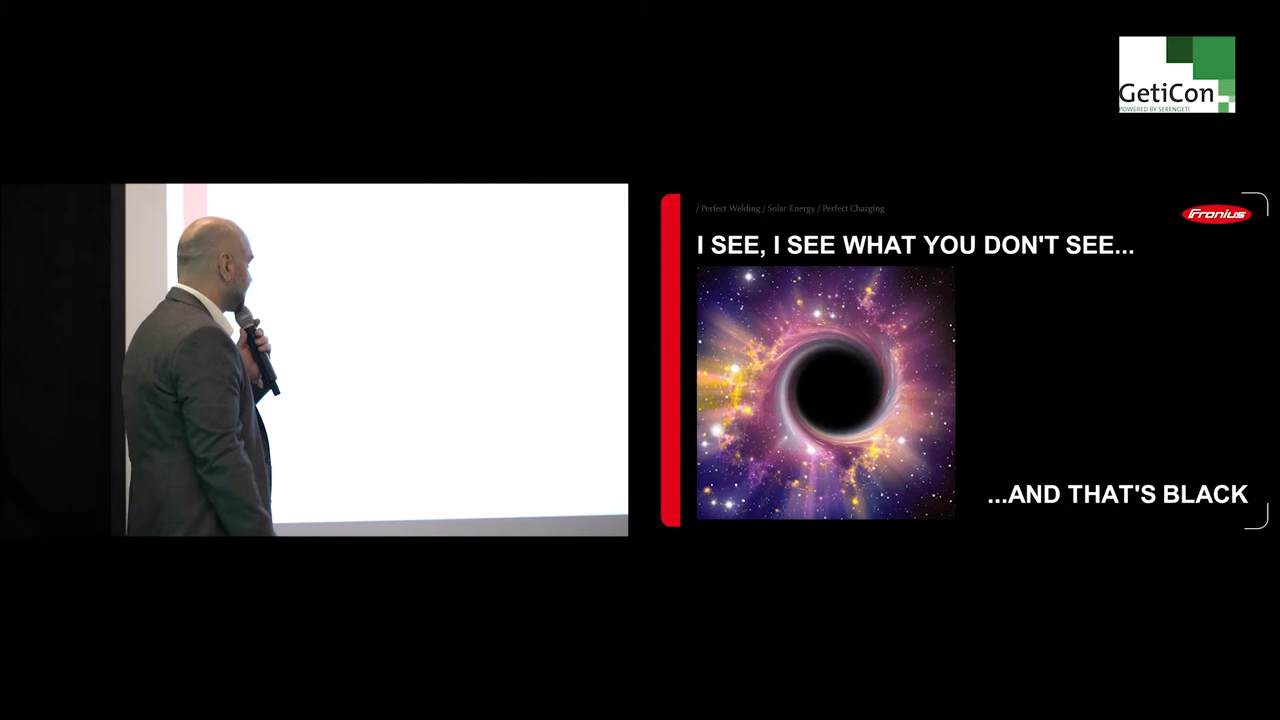 GetiCon
POWERED BY SERENGETI
/ Perfect Welding / Solar Energy / Perfect Charging
Fronius
I SEE, I SEE WHAT YOU DON'T SEE...
...AND THAT'S BLACK